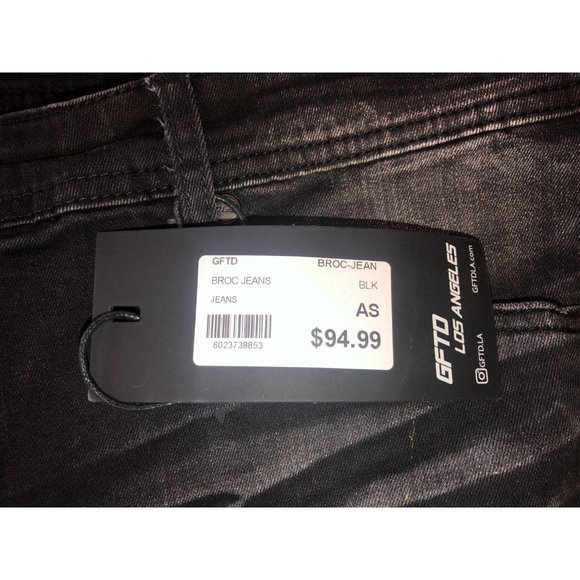 GFTD BROC-JEAN
BROC JEANS BLK
JEANS
AS
6023738853
$94.99
GFTD
LOS ANGELES
GFTDLA.com
GFTD.LA